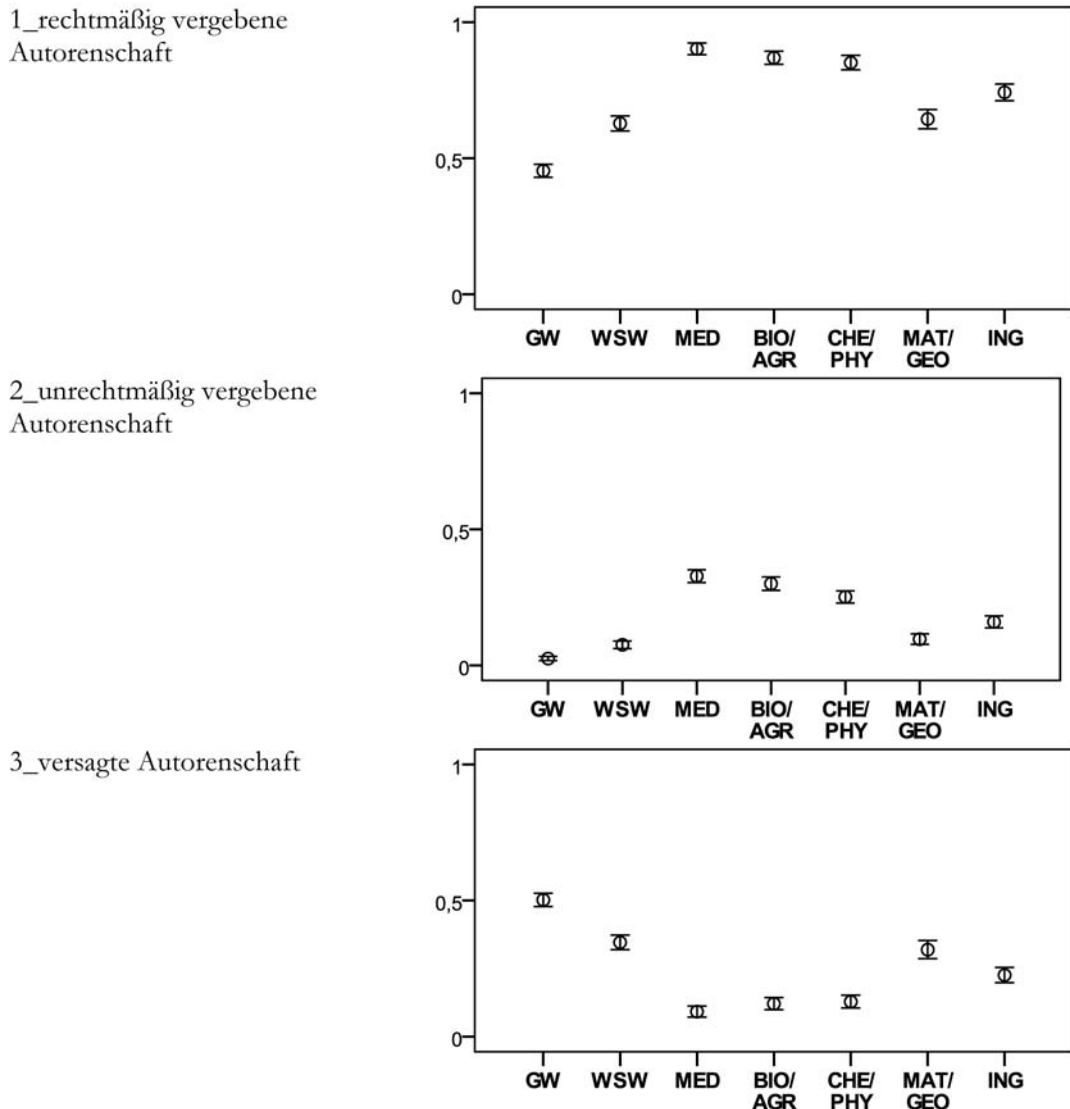 1_rechtmäßig vergebene
Autorenschaft
1
0,5
0
GW WSW MED BIO/ CHE/ MAT/ ING
AGR PHY GEO
2_unrechtmäßig vergebene
Autorenschaft
1
0,5
0
GW WSW MED BIO/ CHE/ MAT/ ING
AGR PHY GEO
3_versagte Autorenschaft
1
0,5
0
GW WSW MED BIO/ CHE/ MAT/ ING
AGR PHY GEO